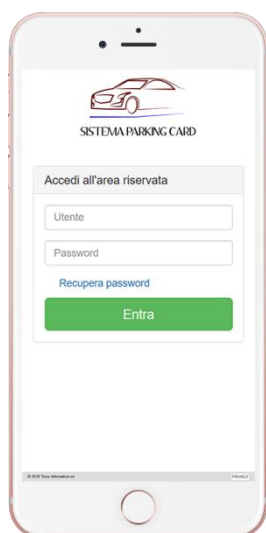 SISTEMA PARKING CARD
Accedi all'area riservata
Utente
Password
Recupera password
Entra
PRIVACY